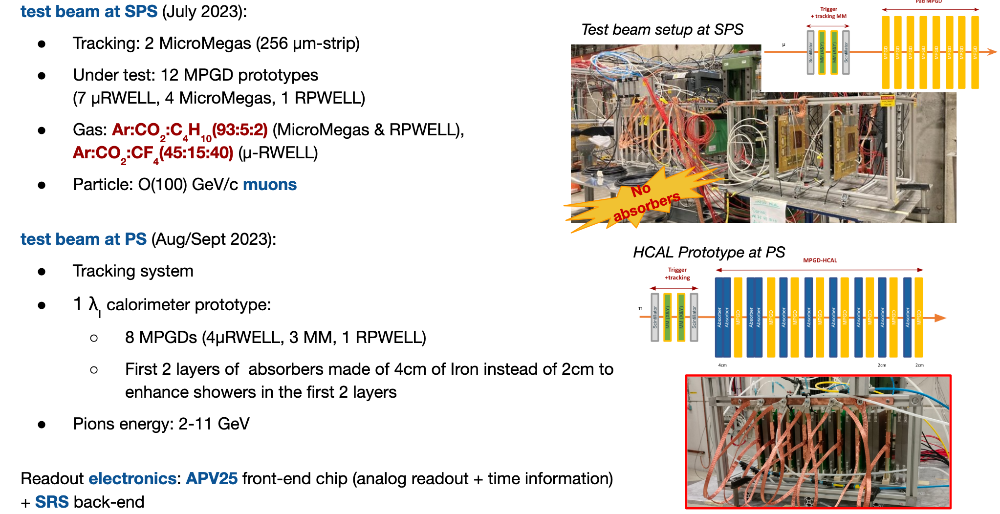 test beam at SPS (July 2023):
● Tracking: 2 MicroMegas (256 μm-strip)
● Under test: 12 MPGD prototypes
(7 μRWELL, 4 MicroMegas, 1 RPWELL)
● Gas: Ar:CO2:C4H10(93:5:2) (MicroMegas & RPWELL),
Ar:CO2:CF4(45:15:40) (μ-RWELL)
● Particle: O(100) GeV/c muons
Test beam setup at SPS
Trigger
+ tracking MM
Pad MPGD
μ
Scintillator
MM (X&Y)
MM (X&Y)
Scintillator
MPGD
MPGD
MPGD
MPGD
MPGD
MPGD
MPGD
MPGD
DANGER
No
absorbers
test beam at PS (Aug/Sept 2023):
● Tracking system
● 1 λI calorimeter prototype:
○ 8 MPGDs (4μRWELL, 3 MM, 1 RPWELL)
○ First 2 layers of absorbers made of 4cm of Iron instead of 2cm to
enhance showers in the first 2 layers
● Pions energy: 2-11 GeV
HCAL Prototype at PS
MPGD-HCAL
Trigger
+tracking
π
Scintillator
MM (X&Y)
MM (X&Y)
Scintillator
Absorber
Absorber
MPGD
Absorber
Absorber
MPGD
Absorber
MPGD
Absorber
MPGD
Absorber
MPGD
Absorber
MPGD
Absorber
MPGD
Absorber
MPGD
4cm
2cm
2cm
Readout electronics: APV25 front-end chip (analog readout + time information)
+ SRS back-end